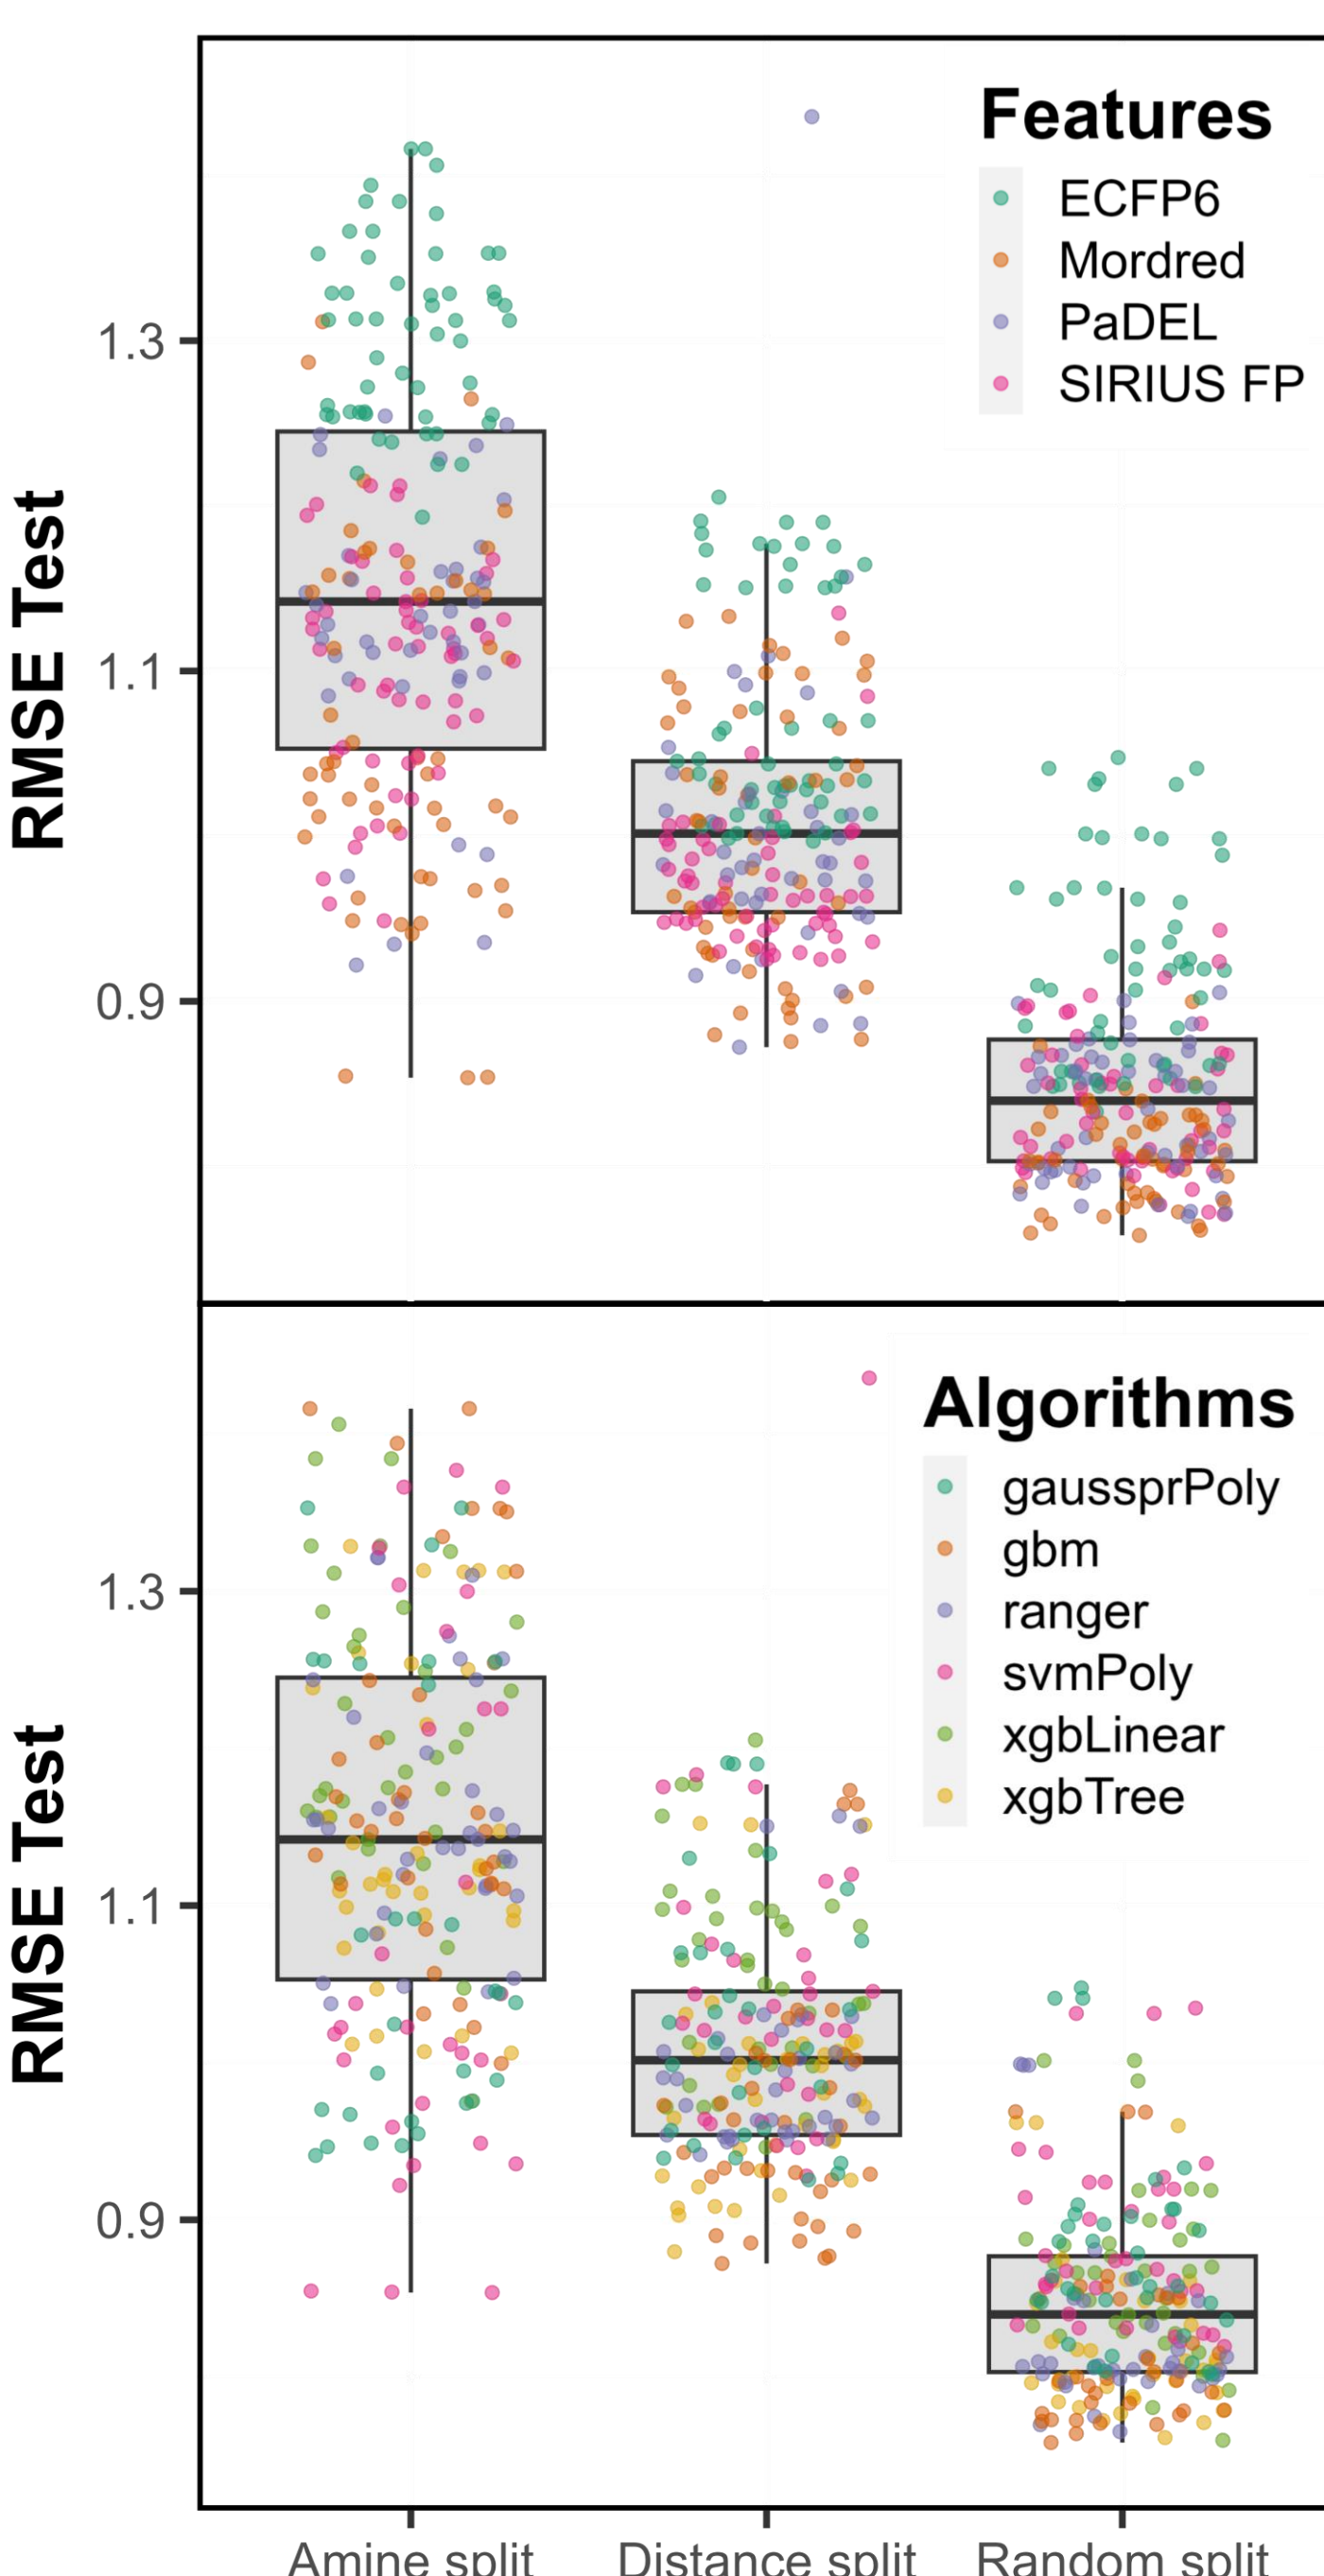 Features
ECFP6
Mordred
PaDEL
SIRIUS FP
RMSE Test
1.3
1.1
0.9
Algorithms
gaussprPoly
gbm
ranger
svmPoly
xgbLinear
xgbTree
RMSE Test
1.3
1.1
0.9
Amine split Distance split Random split